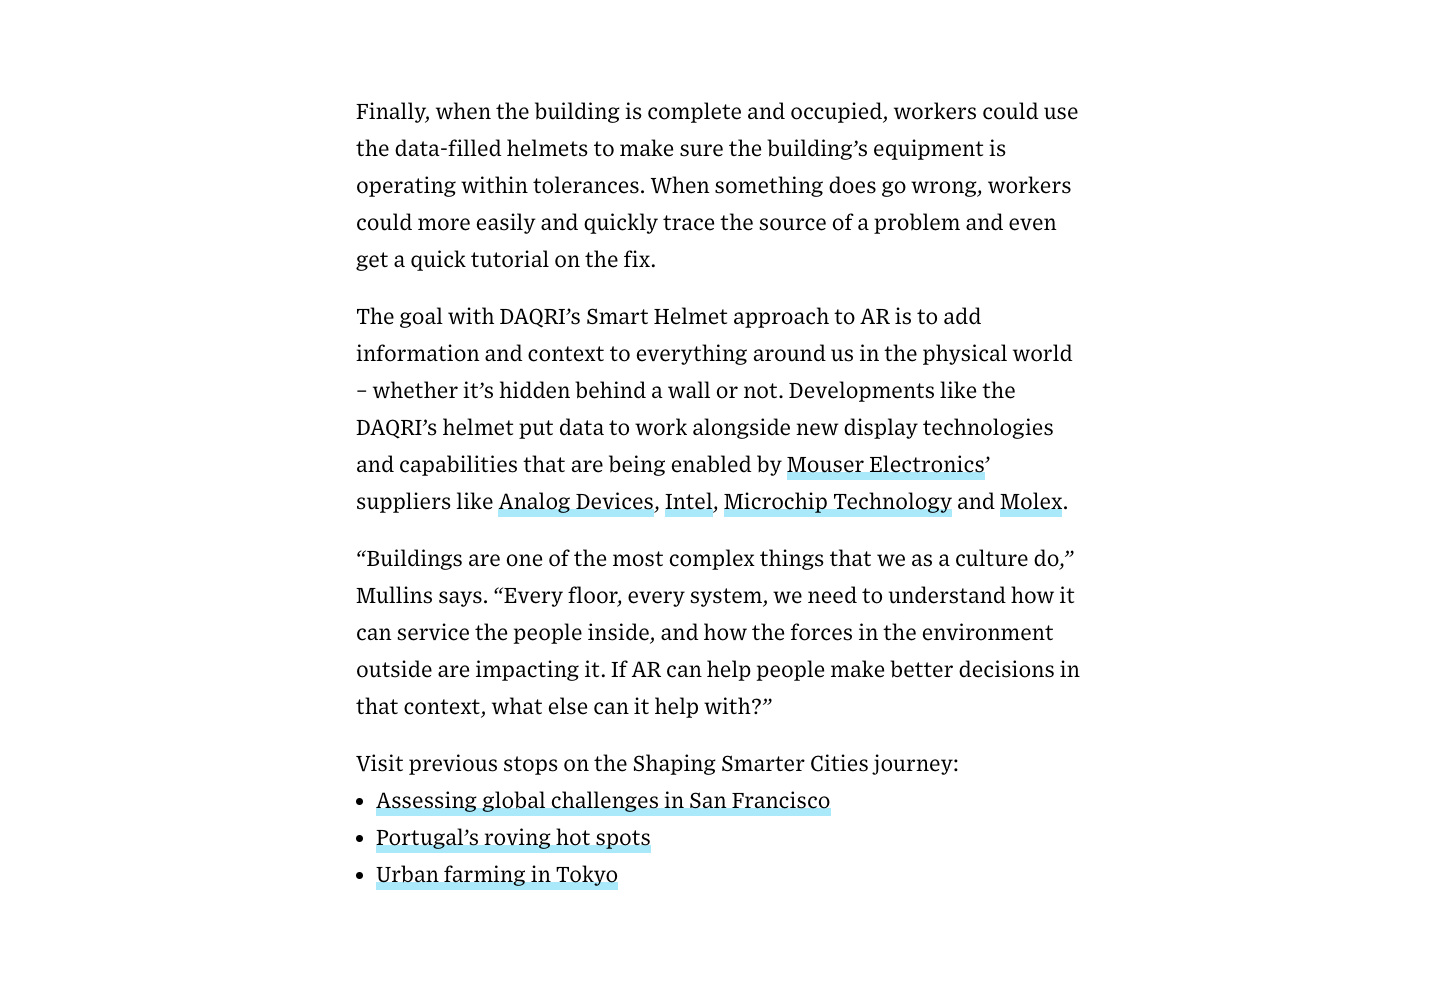 Finally, when the building is complete and occupied, workers could use
the data-filled helmets to make sure the building’s equipment is
operating within tolerances. When something does go wrong, workers
could more easily and quickly trace the source of a problem and even
get a quick tutorial on the fix.
The goal with DAQRI’s Smart Helmet approach to AR is to add
information and context to everything around us in the physical world
– whether it’s hidden behind a wall or not. Developments like the
DAQRI’s helmet put data to work alongside new display technologies
and capabilities that are being enabled by Mouser Electronics’
suppliers like Analog Devices, Intel, Microchip Technology and Molex.
“Buildings are one of the most complex things that we as a culture do,”
Mullins says. “Every floor, every system, we need to understand how it
can service the people inside, and how the forces in the environment
outside are impacting it. If AR can help people make better decisions in
that context, what else can it help with?”
Visit previous stops on the Shaping Smarter Cities journey:
• Assessing global challenges in San Francisco
• Portugal’s roving hot spots
• Urban farming in Tokyo